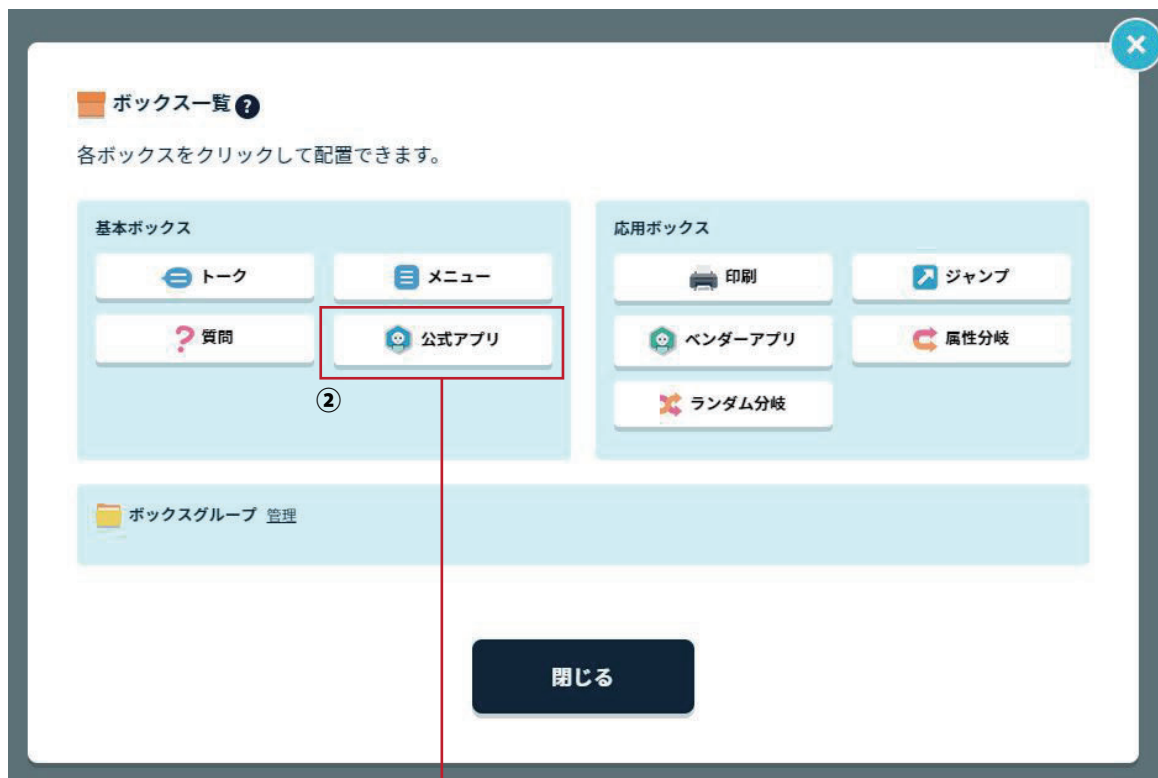 ボックス一覧 ?
各ボックスをクリックして配置できます。
基本ボックス
トーク
メニュー
質問
公式アプリ
②
応用ボックス
印刷
ジャンプ
ベンダーアプリ
属性分岐
ランダム分岐
ボックスグループ 管理
閉じる